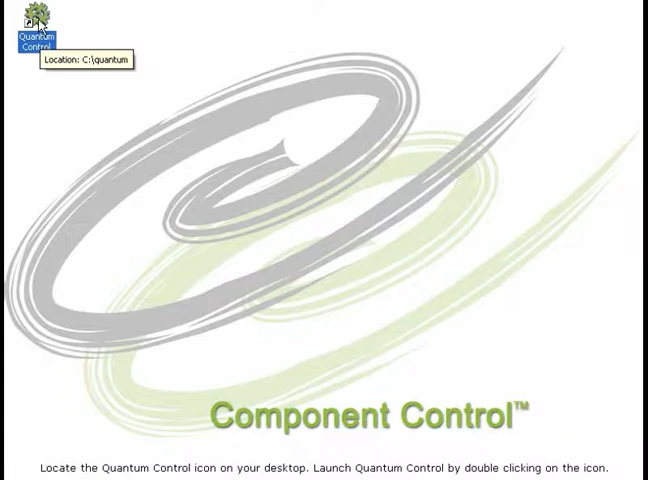 Quantum
Control
Location: C:\quantum
Component Control™
Locate the Quantum Control icon on your desktop. Launch Quantum Control by double clicking on the icon.